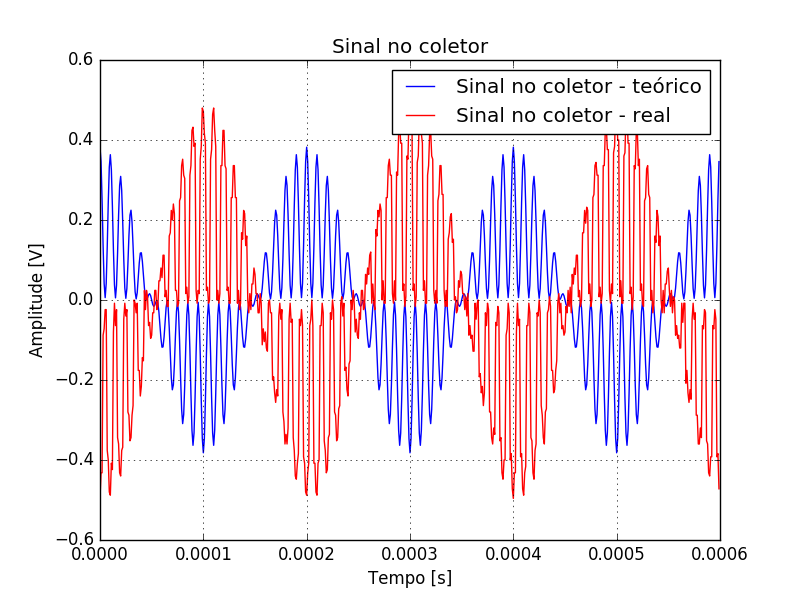 Sinal no coletor
Sinal no coletor - teórico
Sinal no coletor - real
0.6
0.4
0.2
0.0
−0.2
−0.4
−0.6
Amplitude [V]
0.0000 0.0001 0.0002 0.0003 0.0004 0.0005 0.0006
Tempo [s]